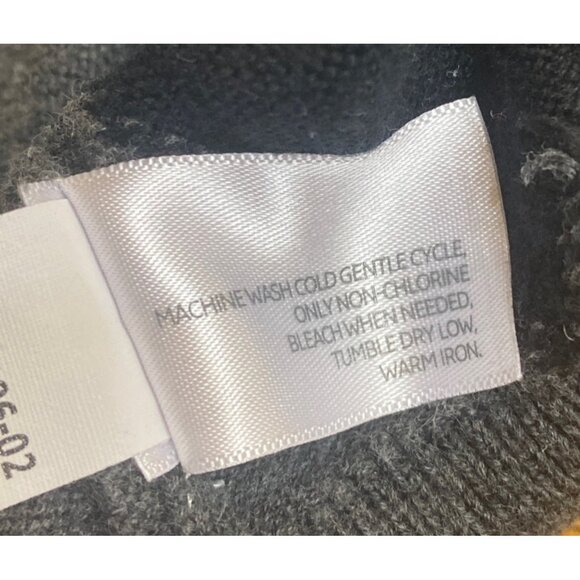 MACHINE WASH COLD GENTLE CYCLE,
ONLY NON-CHLORINE
BLEACH WHEN NEEDED,
TUMBLE DRY LOW,
WARM IRON.